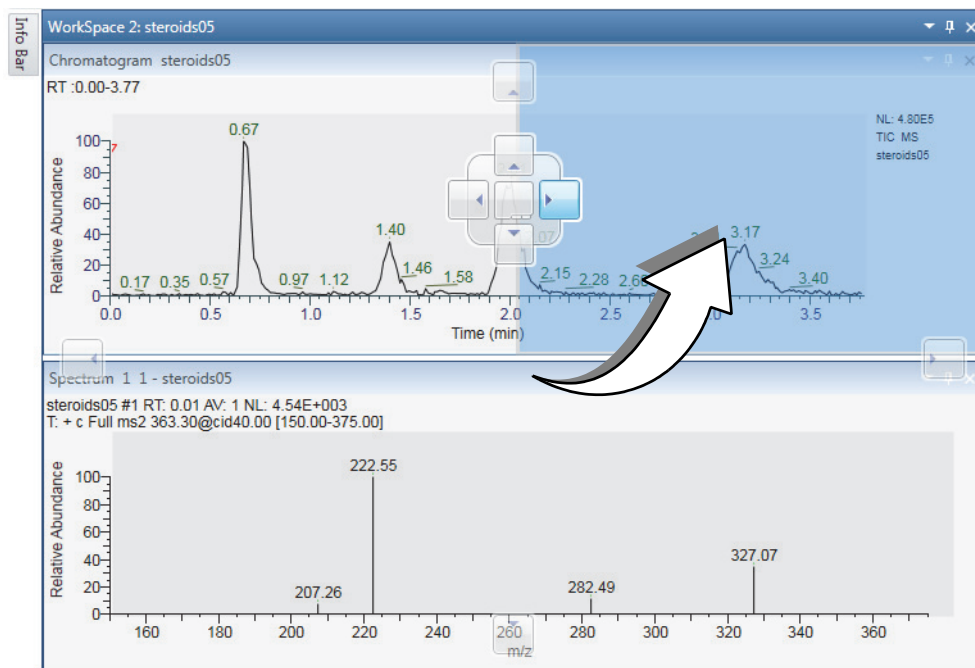 Info Bar
WorkSpace 2: steroids05
Chromatogram steroids05
RT :0.00-3.77
NL: 4.80E5
TIC MS
steroids05
Relative Abundance
100
80
60
40
20
0
0.17
0.35
0.57
0.67
0.97
1.12
1.40
1.46
1.58
2.15
2.28
3.17
3.24
3.40
0.0 0.5 1.0 1.5 2.0 2.5 3.5
Time (min)
Spectrum 1 1 - steroids05
steroids05 #1 RT: 0.01 AV: 1 NL: 4.54E+003
T: + c Full ms2 363.30@cid40.00 [150.00-375.00]
Relative Abundance
100
80
60
40
20
0
207.26
222.55
282.49
327.07
160 180 200 220 240 260 280 300 320 340 360
m/z